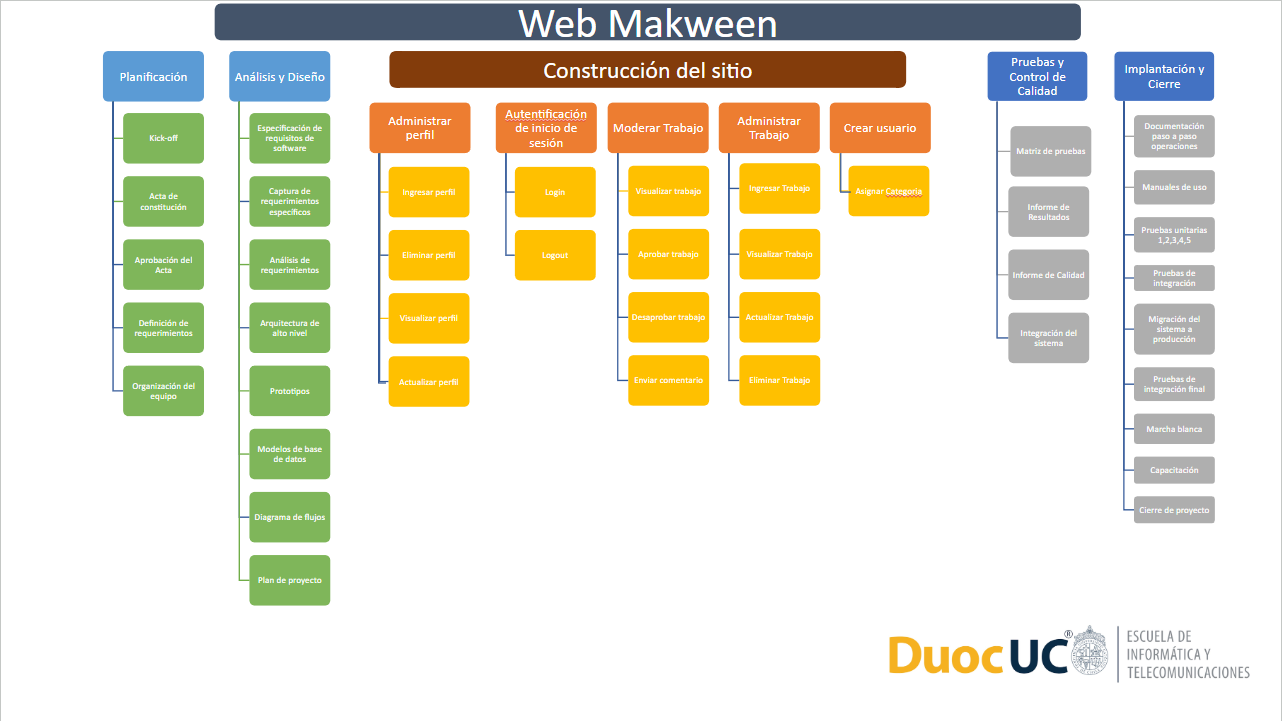 Web Makween
Planificación
Kick-off
Acta de
constitución
Aprobación del
Acta
Definición de
requerimientos
Organización del
equipo
Análisis y Diseño
Especificación de
requisitos de
software
Captura de
requerimientos
específicos
Análisis de
requerimientos
Arquitectura de
alto nivel
Prototipos
Modelos de base
de datos
Diagrama de flujos
Plan de proyecto
Construcción del sitio
Administrar
perfil
Ingresar perfil
Eliminar perfil
Visualizar perfil
Actualizar perfil
Autentificación
de inicio de
sesión
Login
Logout
Moderar Trabajo
Visualizar trabajo
Aprobar trabajo
Desaprobar trabajo
Enviar comentario
Administrar
Trabajo
Ingresar Trabajo
Visualizar Trabajo
Actualizar Trabajo
Eliminar Trabajo
Crear usuario
Asignar Categoria
Pruebas y
Control de
Calidad
Matriz de pruebas
Informe de
Resultados
Informe de Calidad
Integración del
sistema
Implantación y
Cierre
Documentación
paso a paso
operaciones
Manuales de uso
Pruebas unitarias
1,2,3,4,5
Pruebas de
integración
Migración del
sistema a
producción
Pruebas de
integración final
Marcha blanca
Capacitación
Cierre de proyecto
DuocUC®
ESCUELA DE
INFORMÁTICA Y
TELECOMUNICACIONES